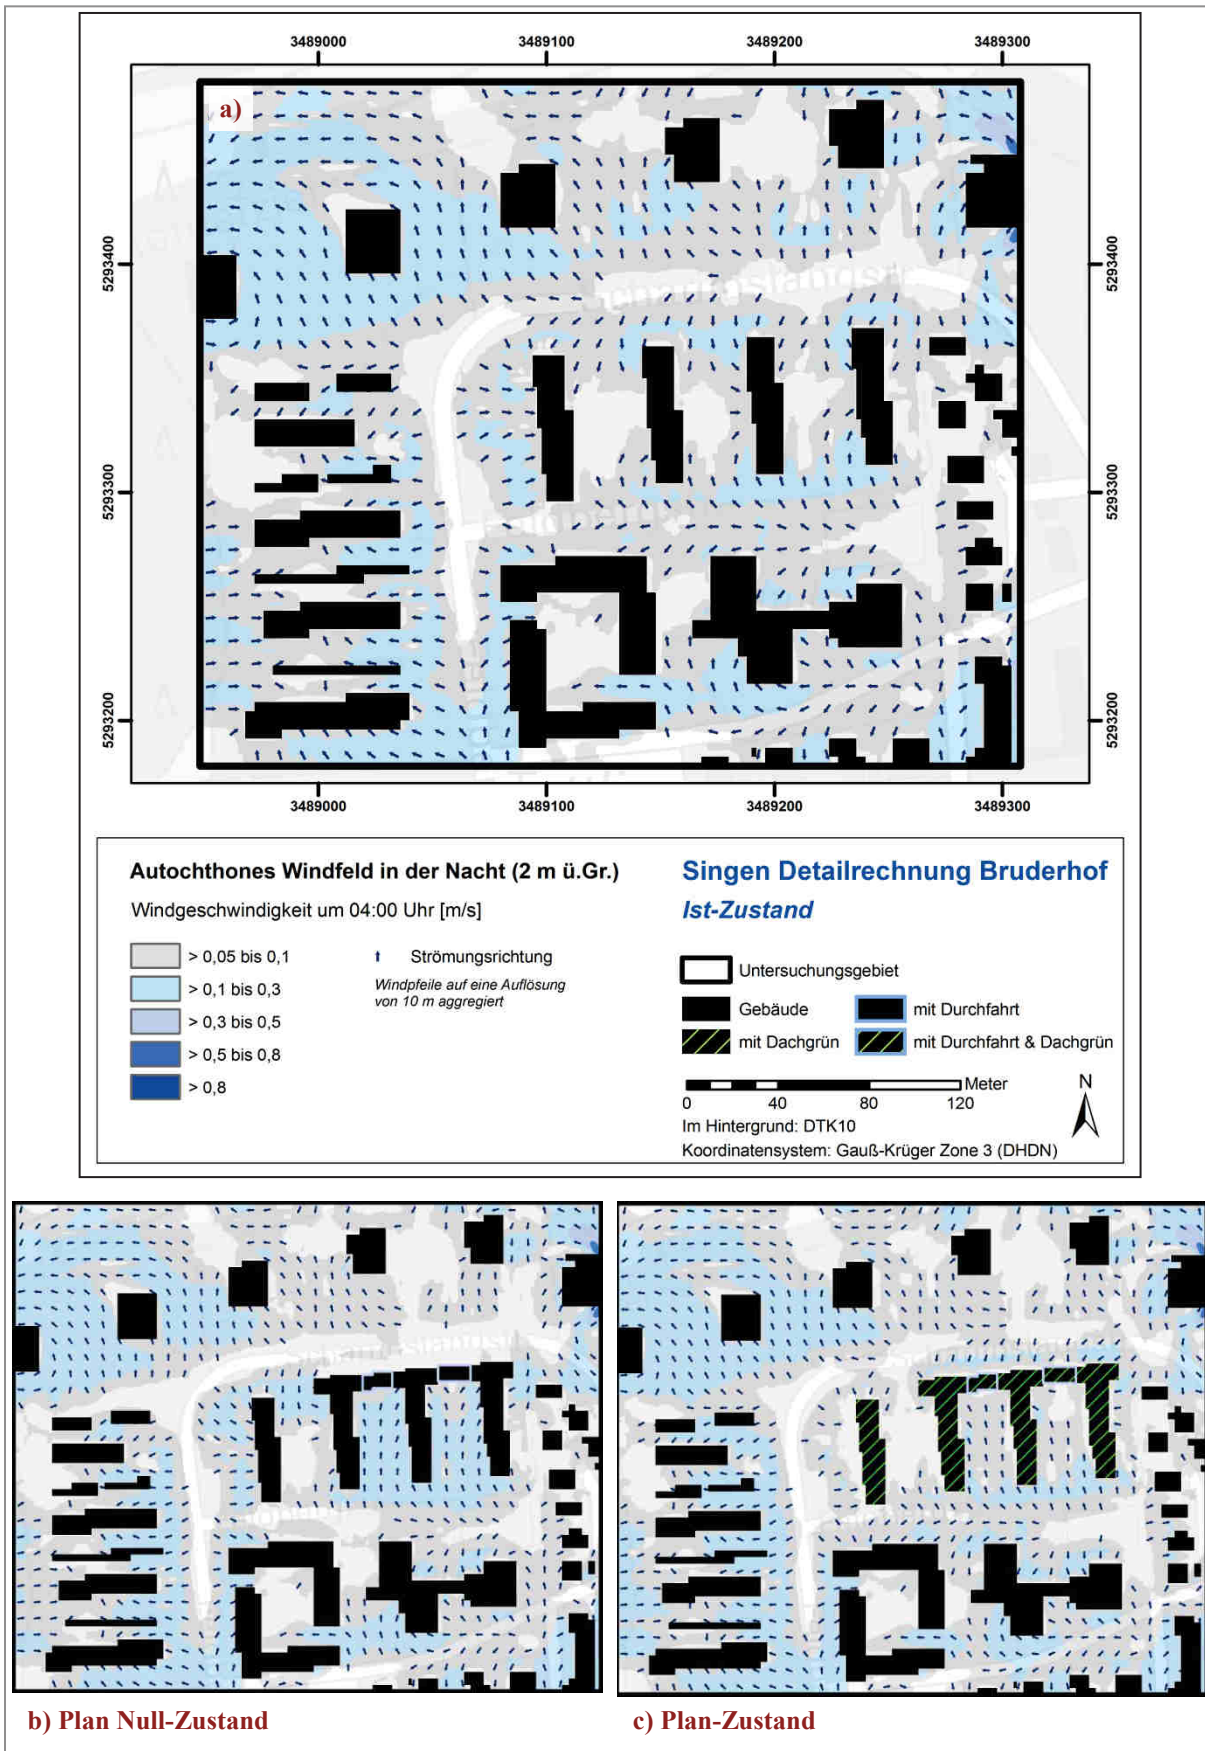 3489000 3489100 3489200 3489300
a)
5293400 5293400
5293300 5293300
5293200 5293200
3489000 3489100 3489200 3489300
Autochthones Windfeld in der Nacht (2 m ü.Gr.)
Windgeschwindigkeit um 04:00 Uhr [m/s]
> 0,05 bis 0,1
> 0,1 bis 0,3
> 0,3 bis 0,5
> 0,5 bis 0,8
> 0,8
Strömungsrichtung
Windpfeile auf eine Auflösung
von 10 m aggregiert
Singen Detailrechnung Bruderhof
Ist-Zustand
Untersuchungsgebiet
Gebäude
mit Durchfahrt
mit Dachgrün
mit Durchfahrt & Dachgrün
Meter
0 40 80 120
N
Im Hintergrund: DTK10
Koordinatensystem: Gauß-Krüger Zone 3 (DHDN)
b) Plan Null-Zustand
c) Plan-Zustand